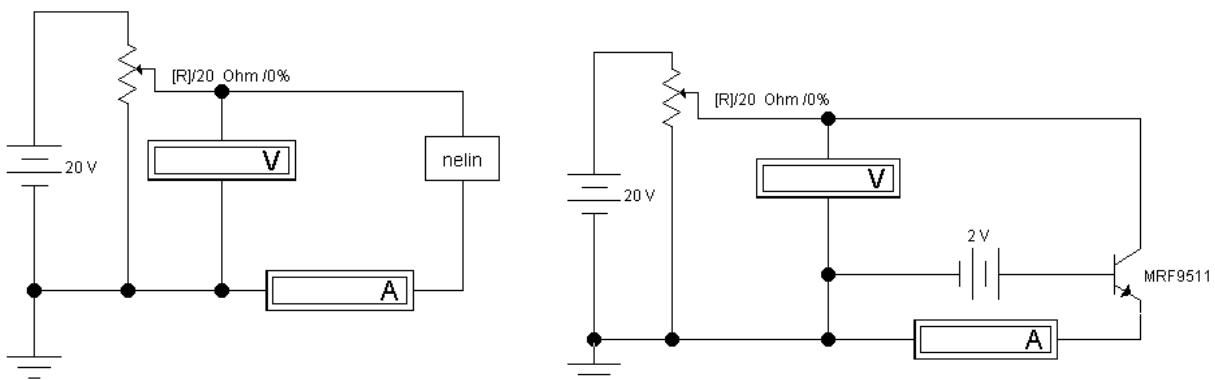 [R]/20 Ohm /0%
20 V
V
nelin
A
[R]/20 Ohm /0%
20 V
V
2 V
MRF9511
A